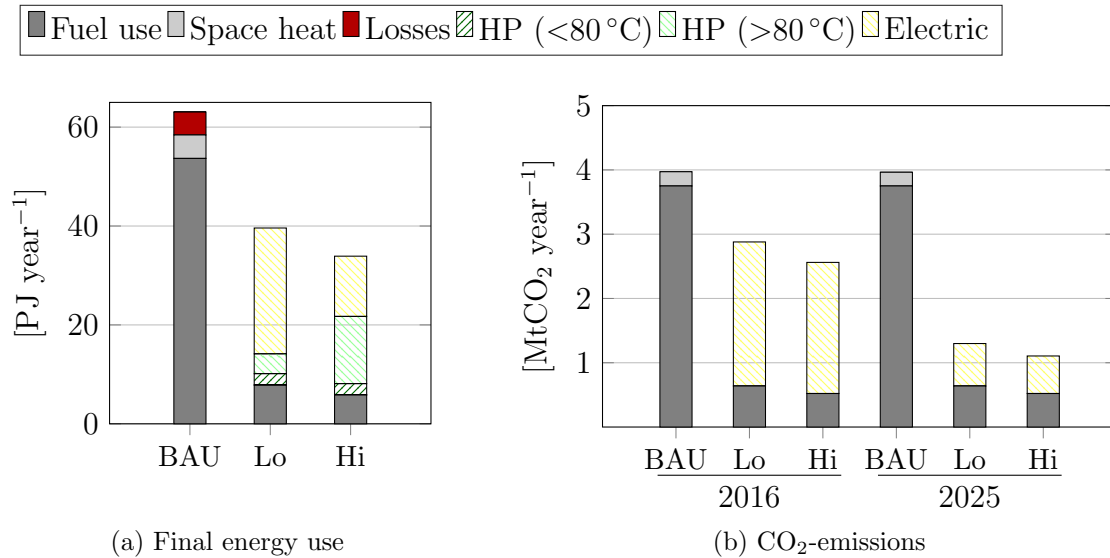 Fuel use Space heat Losses HP (<80 °C) HP (>80 °C) Electric
[PJ year⁻¹]
60
40
20
0
BAU Lo Hi
(a) Final energy use
[MtCO₂ year⁻¹]
5
4
3
2
1
BAU Lo Hi BAU Lo Hi
2016 2025
(b) CO₂-emissions